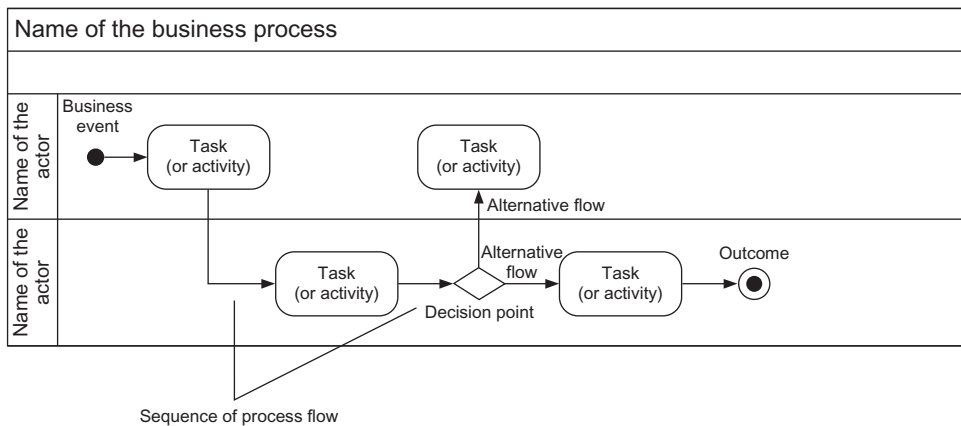 Name of the business process
Name of the
actor
Business
event
Task
(or activity)
Task
(or activity)
Alternative flow
Name of the
actor
Task
(or activity)
Alternative
flow
Decision point
Task
(or activity)
Outcome
Sequence of process flow